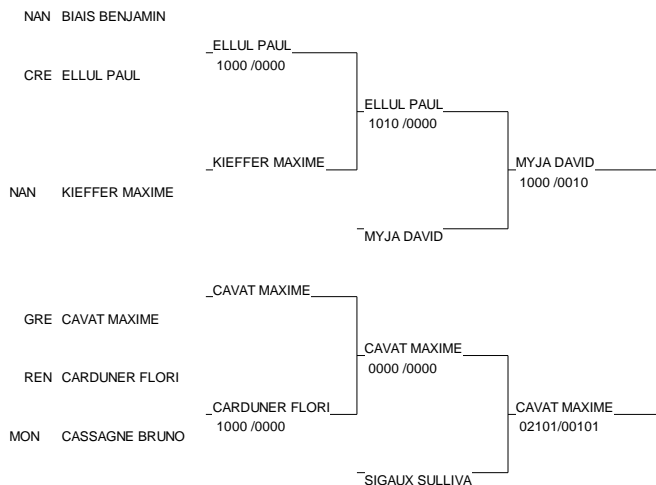 NAN BIAIS BENJAMIN
ELLUL PAUL
1000 /0000
CRE ELLUL PAUL
ELLUL PAUL
1010 /0000
KIEFFER MAXIME
MYJA DAVID
1000 /0010
NAN KIEFFER MAXIME
MYJA DAVID
CAVAT MAXIME
GRE CAVAT MAXIME
CAVAT MAXIME
0000 /0000
REN CARDUNER FLORI
CARDUNER FLORI
1000 /0000
CAVAT MAXIME
02101/00101
MON CASSAGNE BRUNO
SIGAUX SULLIVA